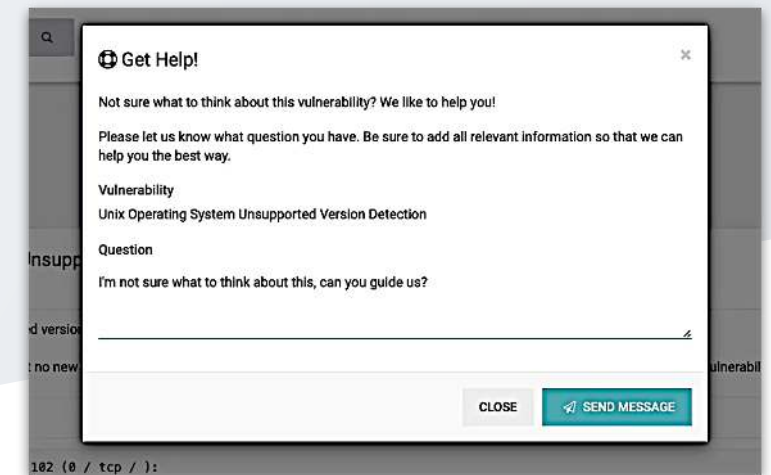 Get Help!
×
Not sure what to think about this vulnerability? We like to help you!
Please let us know what question you have. Be sure to add all relevant information so that we can
help you the best way.
Vulnerability
Unix Operating System Unsupported Version Detection
Question
I'm not sure what to think about this, can you guide us?
Insupp
d version
t no new
ulnerabil
CLOSE
SEND MESSAGE
102 (0 / tcp / ):